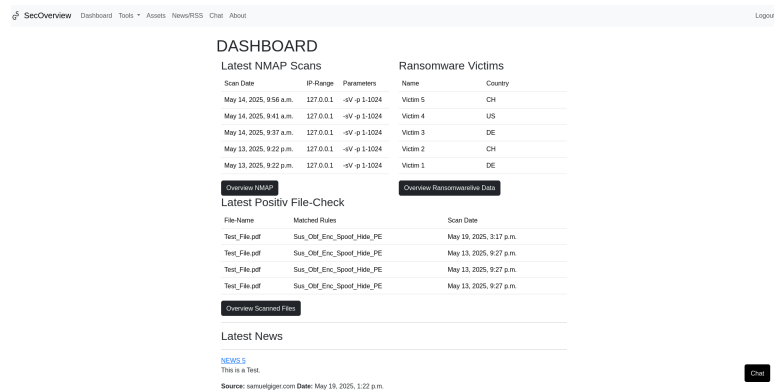 SecOverview Dashboard Tools Assets News/RSS Chat About Logout
DASHBOARD
Latest NMAP Scans
Scan Date IP-Range Parameters
May 14, 2025, 9:56 a.m. 127.0.0.1 -sV -p 1-1024
May 14, 2025, 9:41 a.m. 127.0.0.1 -sV -p 1-1024
May 14, 2025, 9:37 a.m. 127.0.0.1 -sV -p 1-1024
May 13, 2025, 9:22 p.m. 127.0.0.1 -sV -p 1-1024
May 13, 2025, 9:22 p.m. 127.0.0.1 -sV -p 1-1024
Overview NMAP
Ransomware Victims
Name Country
Victim 5 CH
Victim 4 US
Victim 3 DE
Victim 2 CH
Victim 1 DE
Overview Ransomwarelive Data
Latest Positiv File-Check
File-Name Matched Rules Scan Date
Test_File.pdf Sus_Obf_Enc_Spoof_Hide_PE May 19, 2025, 3:17 p.m.
Test_File.pdf Sus_Obf_Enc_Spoof_Hide_PE May 13, 2025, 9:27 p.m.
Test_File.pdf Sus_Obf_Enc_Spoof_Hide_PE May 13, 2025, 9:27 p.m.
Test_File.pdf Sus_Obf_Enc_Spoof_Hide_PE May 13, 2025, 9:27 p.m.
Overview Scanned Files
Latest News
NEWS 5
This is a Test.
Source: samuelgiger.com Date: May 19, 2025, 1:22 p.m.
Chat